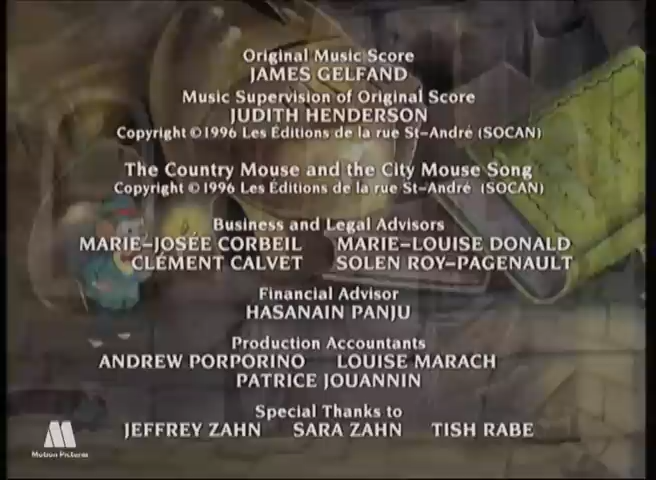 Original Music Score
JAMES GELFAND
Music Supervision of Original Score
JUDITH HENDERSON
Copyright ©1996 Les Éditions de la rue St-André (SOCAN)
The Country Mouse and the City Mouse Song
Copyright ©1996 Les Éditions de la rue St-André (SOCAN)
Business and Legal Advisors
MARIE-JOSÉE CORBEIL MARIE-LOUISE DONALD
CLÉMENT CALVET SOLEN ROY-PAGENAULT
Financial Advisor
HASANAIN PANJU
Production Accountants
ANDREW PORPORINO LOUISE MARACH
PATRICE JOUANNIN
Special Thanks to
JEFFREY ZAHN SARA ZAHN TISH RABE
Motion Pictures